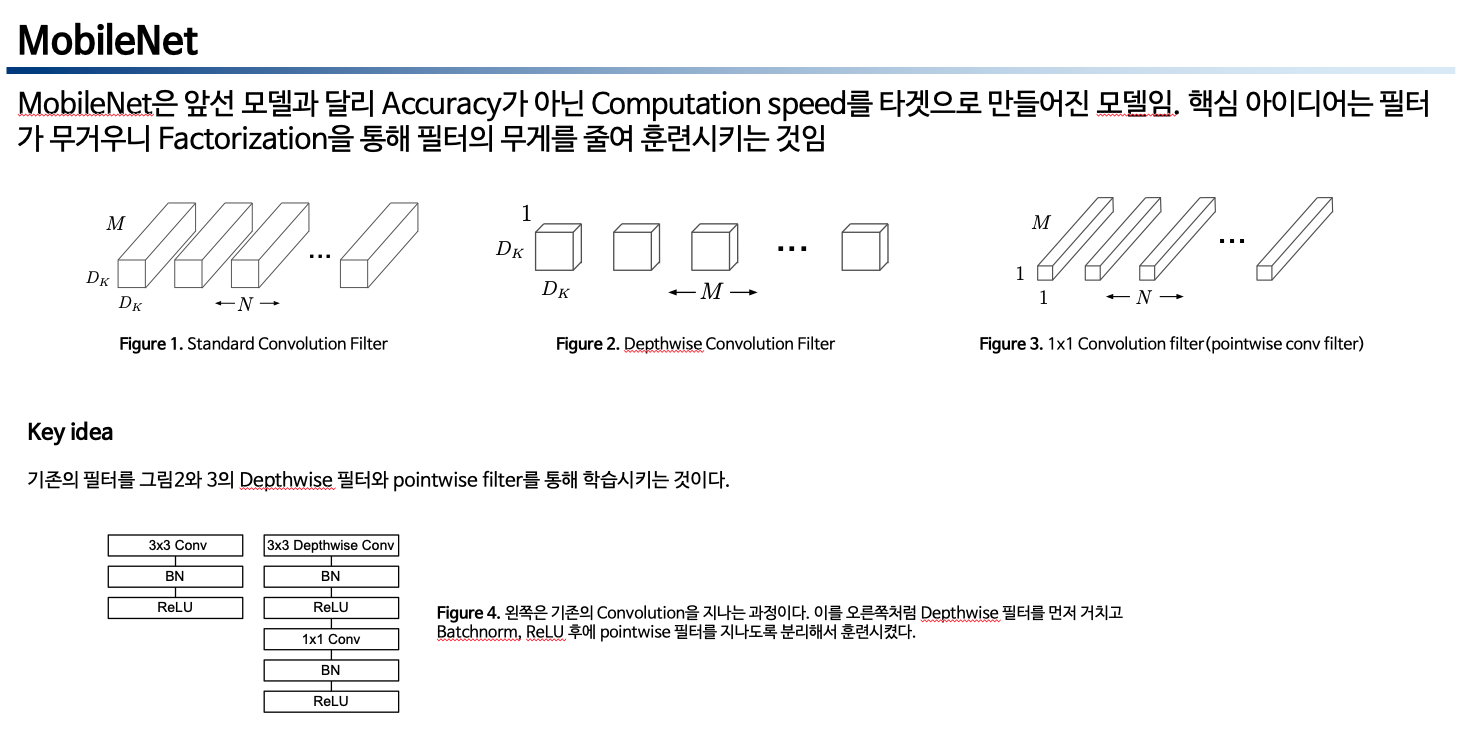 MobileNet
MobileNet은 앞선 모델과 달리 Accuracy가 아닌 Computation speed를 타겟으로 만들어진 모델임. 핵심 아이디어는 필터
가 무거우니 Factorization을 통해 필터의 무게를 줄여 훈련시키는 것임
M
D_K
D_K
N
...
Figure 1. Standard Convolution Filter
1
D_K
D_K
M
...
Figure 2. Depthwise Convolution Filter
M
1
1
N
...
Figure 3. 1x1 Convolution filter(pointwise conv filter)
Key idea
기존의 필터를 그림2와 3의 Depthwise 필터와 pointwise filter를 통해 학습시키는 것이다.
3x3 Conv
BN
ReLU
3x3 Depthwise Conv
BN
ReLU
1x1 Conv
BN
ReLU
Figure 4. 왼쪽은 기존의 Convolution을 지나는 과정이다. 이를 오른쪽처럼 Depthwise 필터를 먼저 거치고
Batchnorm, ReLU 후에 pointwise 필터를 지나도록 분리해서 훈련시켰다.